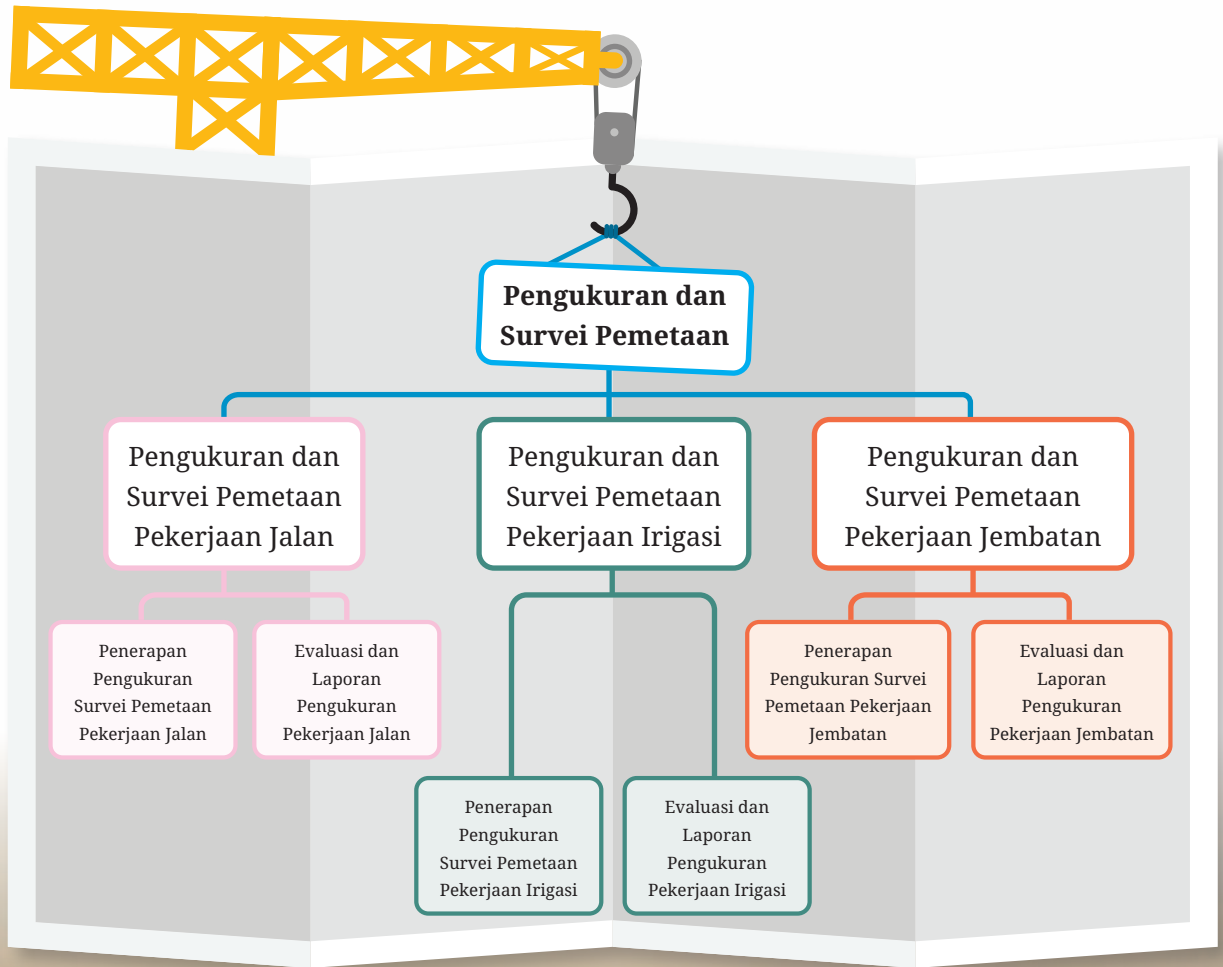 Pengukuran dan
Survei Pemetaan
Pengukuran dan
Survei Pemetaan
Pekerjaan Jalan
Pengukuran dan
Survei Pemetaan
Pekerjaan Irigasi
Pengukuran dan
Survei Pemetaan
Pekerjaan Jembatan
Penerapan
Pengukuran
Survei Pemetaan
Pekerjaan Jalan
Evaluasi dan
Laporan
Pengukuran
Pekerjaan Jalan
Penerapan
Pengukuran
Survei Pemetaan
Pekerjaan Irigasi
Evaluasi dan
Laporan
Pengukuran
Pekerjaan Irigasi
Penerapan
Pengukuran Survei
Pemetaan Pekerjaan
Jembatan
Evaluasi dan
Laporan
Pengukuran
Pekerjaan Jembatan